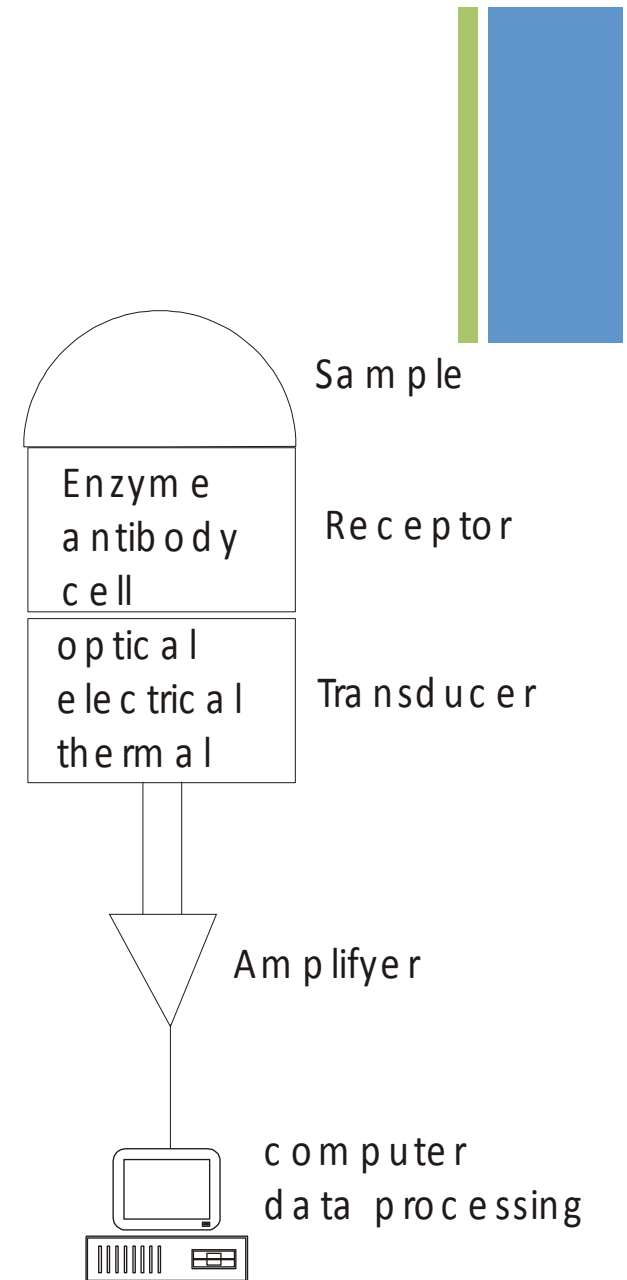 Sample
Enzyme
antibody
cell
Receptor
optical
electrical
thermal
Transducer
Amplifyer
computer
data processing